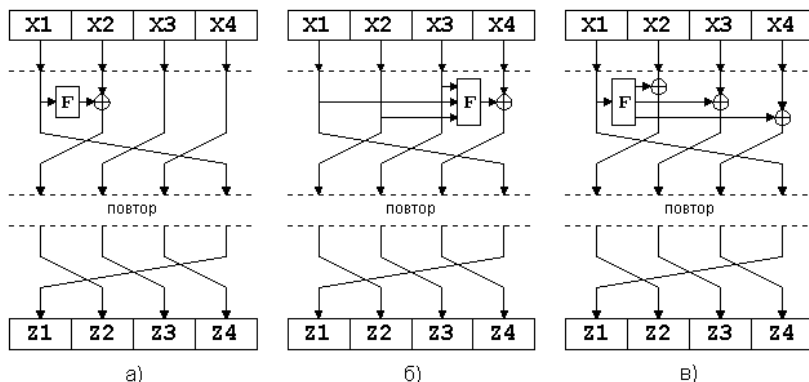 X1 X2 X3 X4
F
повтор
Z1 Z2 Z3 Z4
а)
X1 X2 X3 X4
F
повтор
Z1 Z2 Z3 Z4
б)
X1 X2 X3 X4
F
повтор
Z1 Z2 Z3 Z4
в)